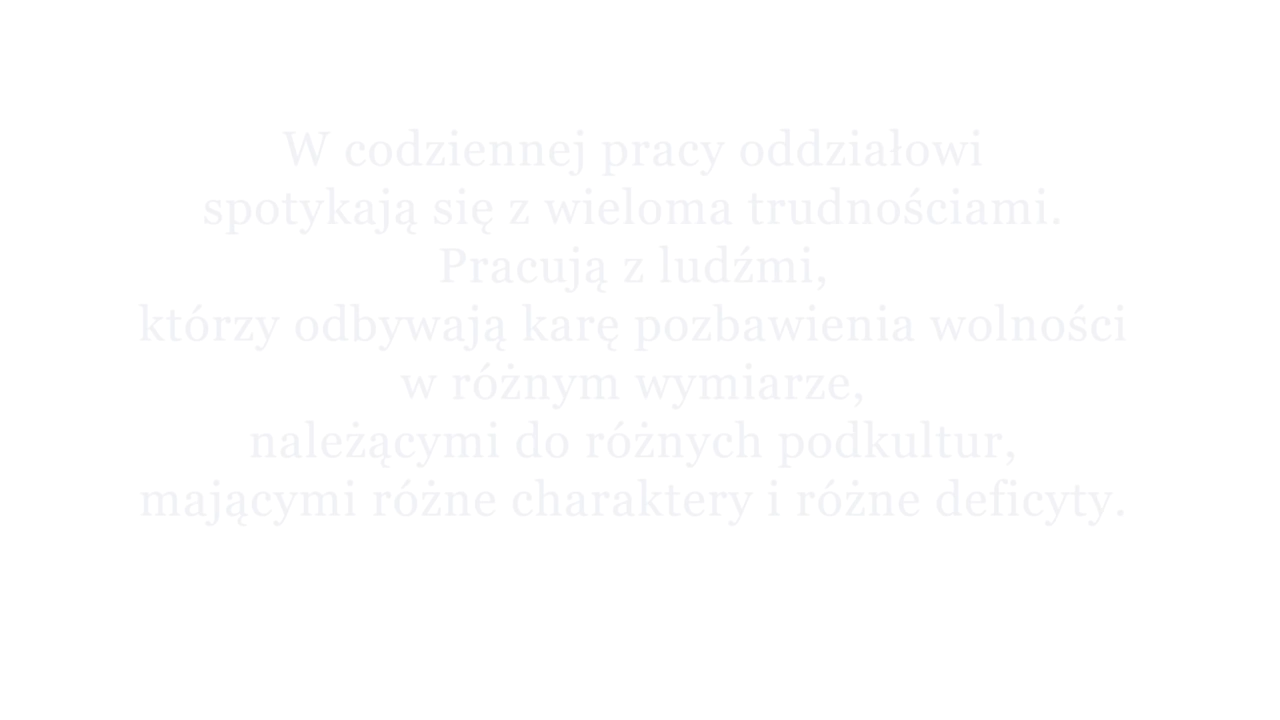 W codziennej pracy oddziałowi
spotykają się z wieloma trudnościami.
Pracują z ludźmi,
którzy odbywają karę pozbawienia wolności
w różnym wymiarze,
należącymi do różnych podkultur,
mającymi różne charaktery i różne deficyty.